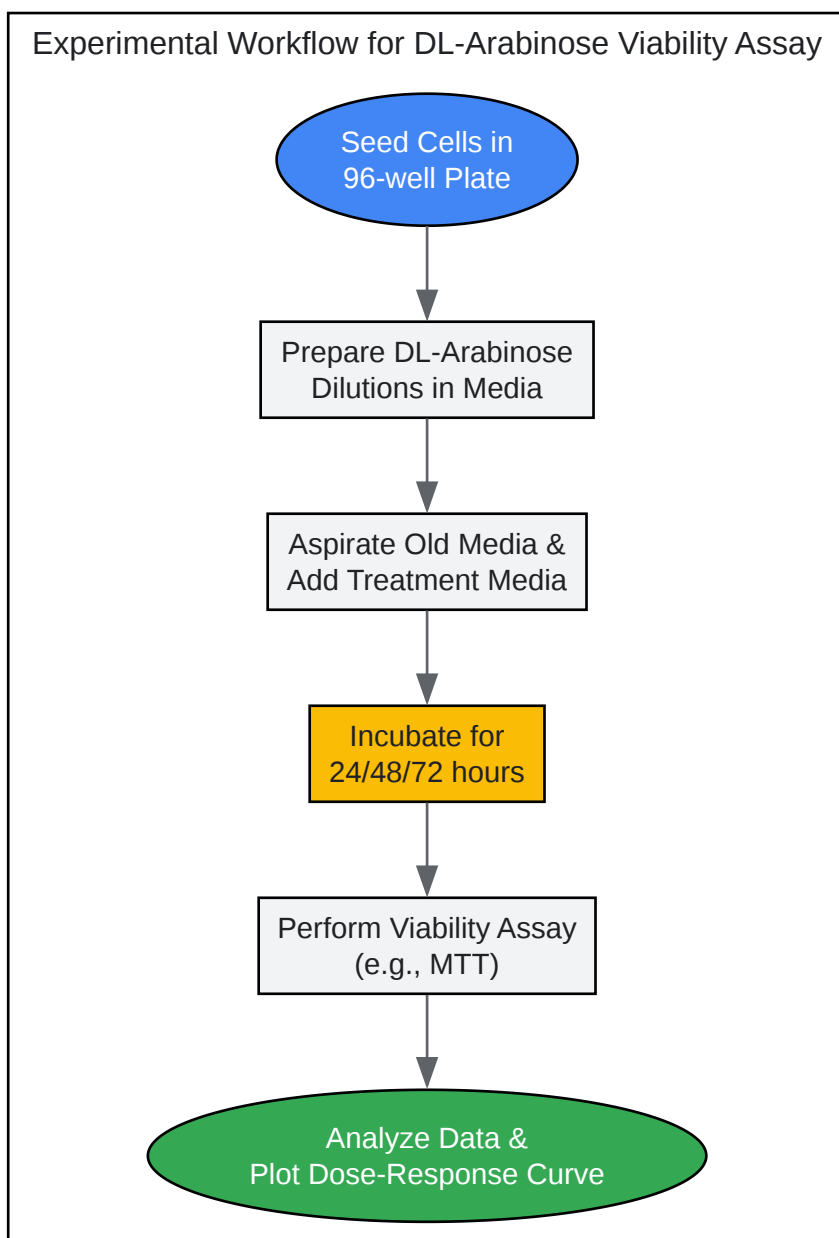 Experimental Workflow for DL-Arabinose Viability Assay
Seed Cells in
96-well Plate
Prepare DL-Arabinose
Dilutions in Media
Aspirate Old Media &
Add Treatment Media
Incubate for
24/48/72 hours
Perform Viability Assay
(e.g., MTT)
Analyze Data &
Plot Dose-Response Curve